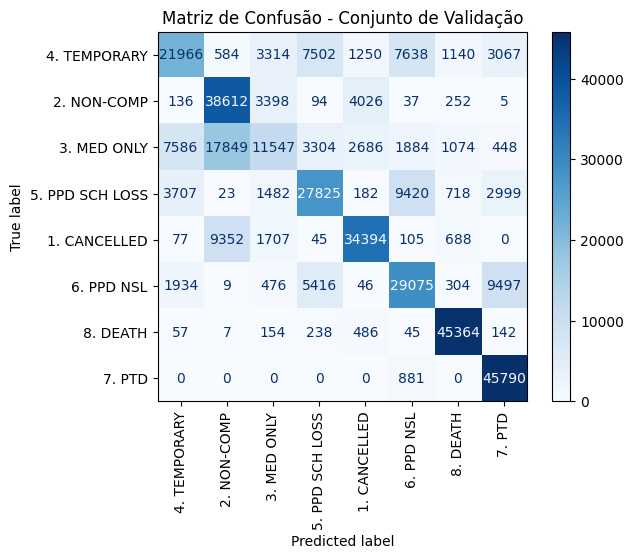 Matriz de Confusão - Conjunto de Validação
4. TEMPORARY 21966 584 3314 7502 1250 7638 1140 3067
2. NON-COMP 136 38612 3398 94 4026 37 252 5
3. MED ONLY 7586 17849 11547 3304 2686 1884 1074 448
5. PPD SCH LOSS 3707 23 1482 27825 182 9420 718 2999
1. CANCELLED 77 9352 1707 45 34394 105 688 0
6. PPD NSL 1934 9 476 5416 46 29075 304 9497
8. DEATH 57 7 154 238 486 45 45364 142
7. PTD 0 0 0 0 0 881 0 45790
True label
4. TEMPORARY
2. NON-COMP
3. MED ONLY
5. PPD SCH LOSS
1. CANCELLED
6. PPD NSL
8. DEATH
7. PTD
Predicted label
40000
30000
20000
10000
0